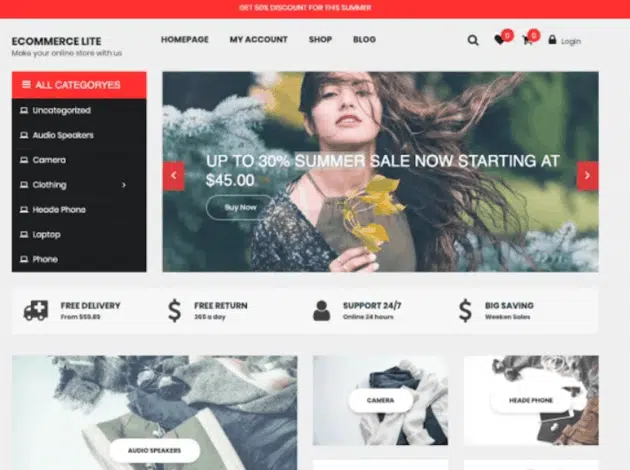 GET 50% DISCOUNT FOR THIS SUMMER
ECOMMERCE LITE
Make your online store with us
HOMEPAGE MY ACCOUNT SHOP BLOG
0 0 Login
ALL CATEGORYES
Uncategorized
Audio Speakers
Camera
Clothing
Heade Phone
Laptop
Phone
UP TO 30% SUMMER SALE NOW STARTING AT
$45.00
Buy Now
FREE DELIVERY
From $59.89
FREE RETURN
365 a day
SUPPORT 24/7
Online 24 hours
BIG SAVING
Weeken Sales
AUDIO SPEAKERS
CAMERA
HEADE PHONE